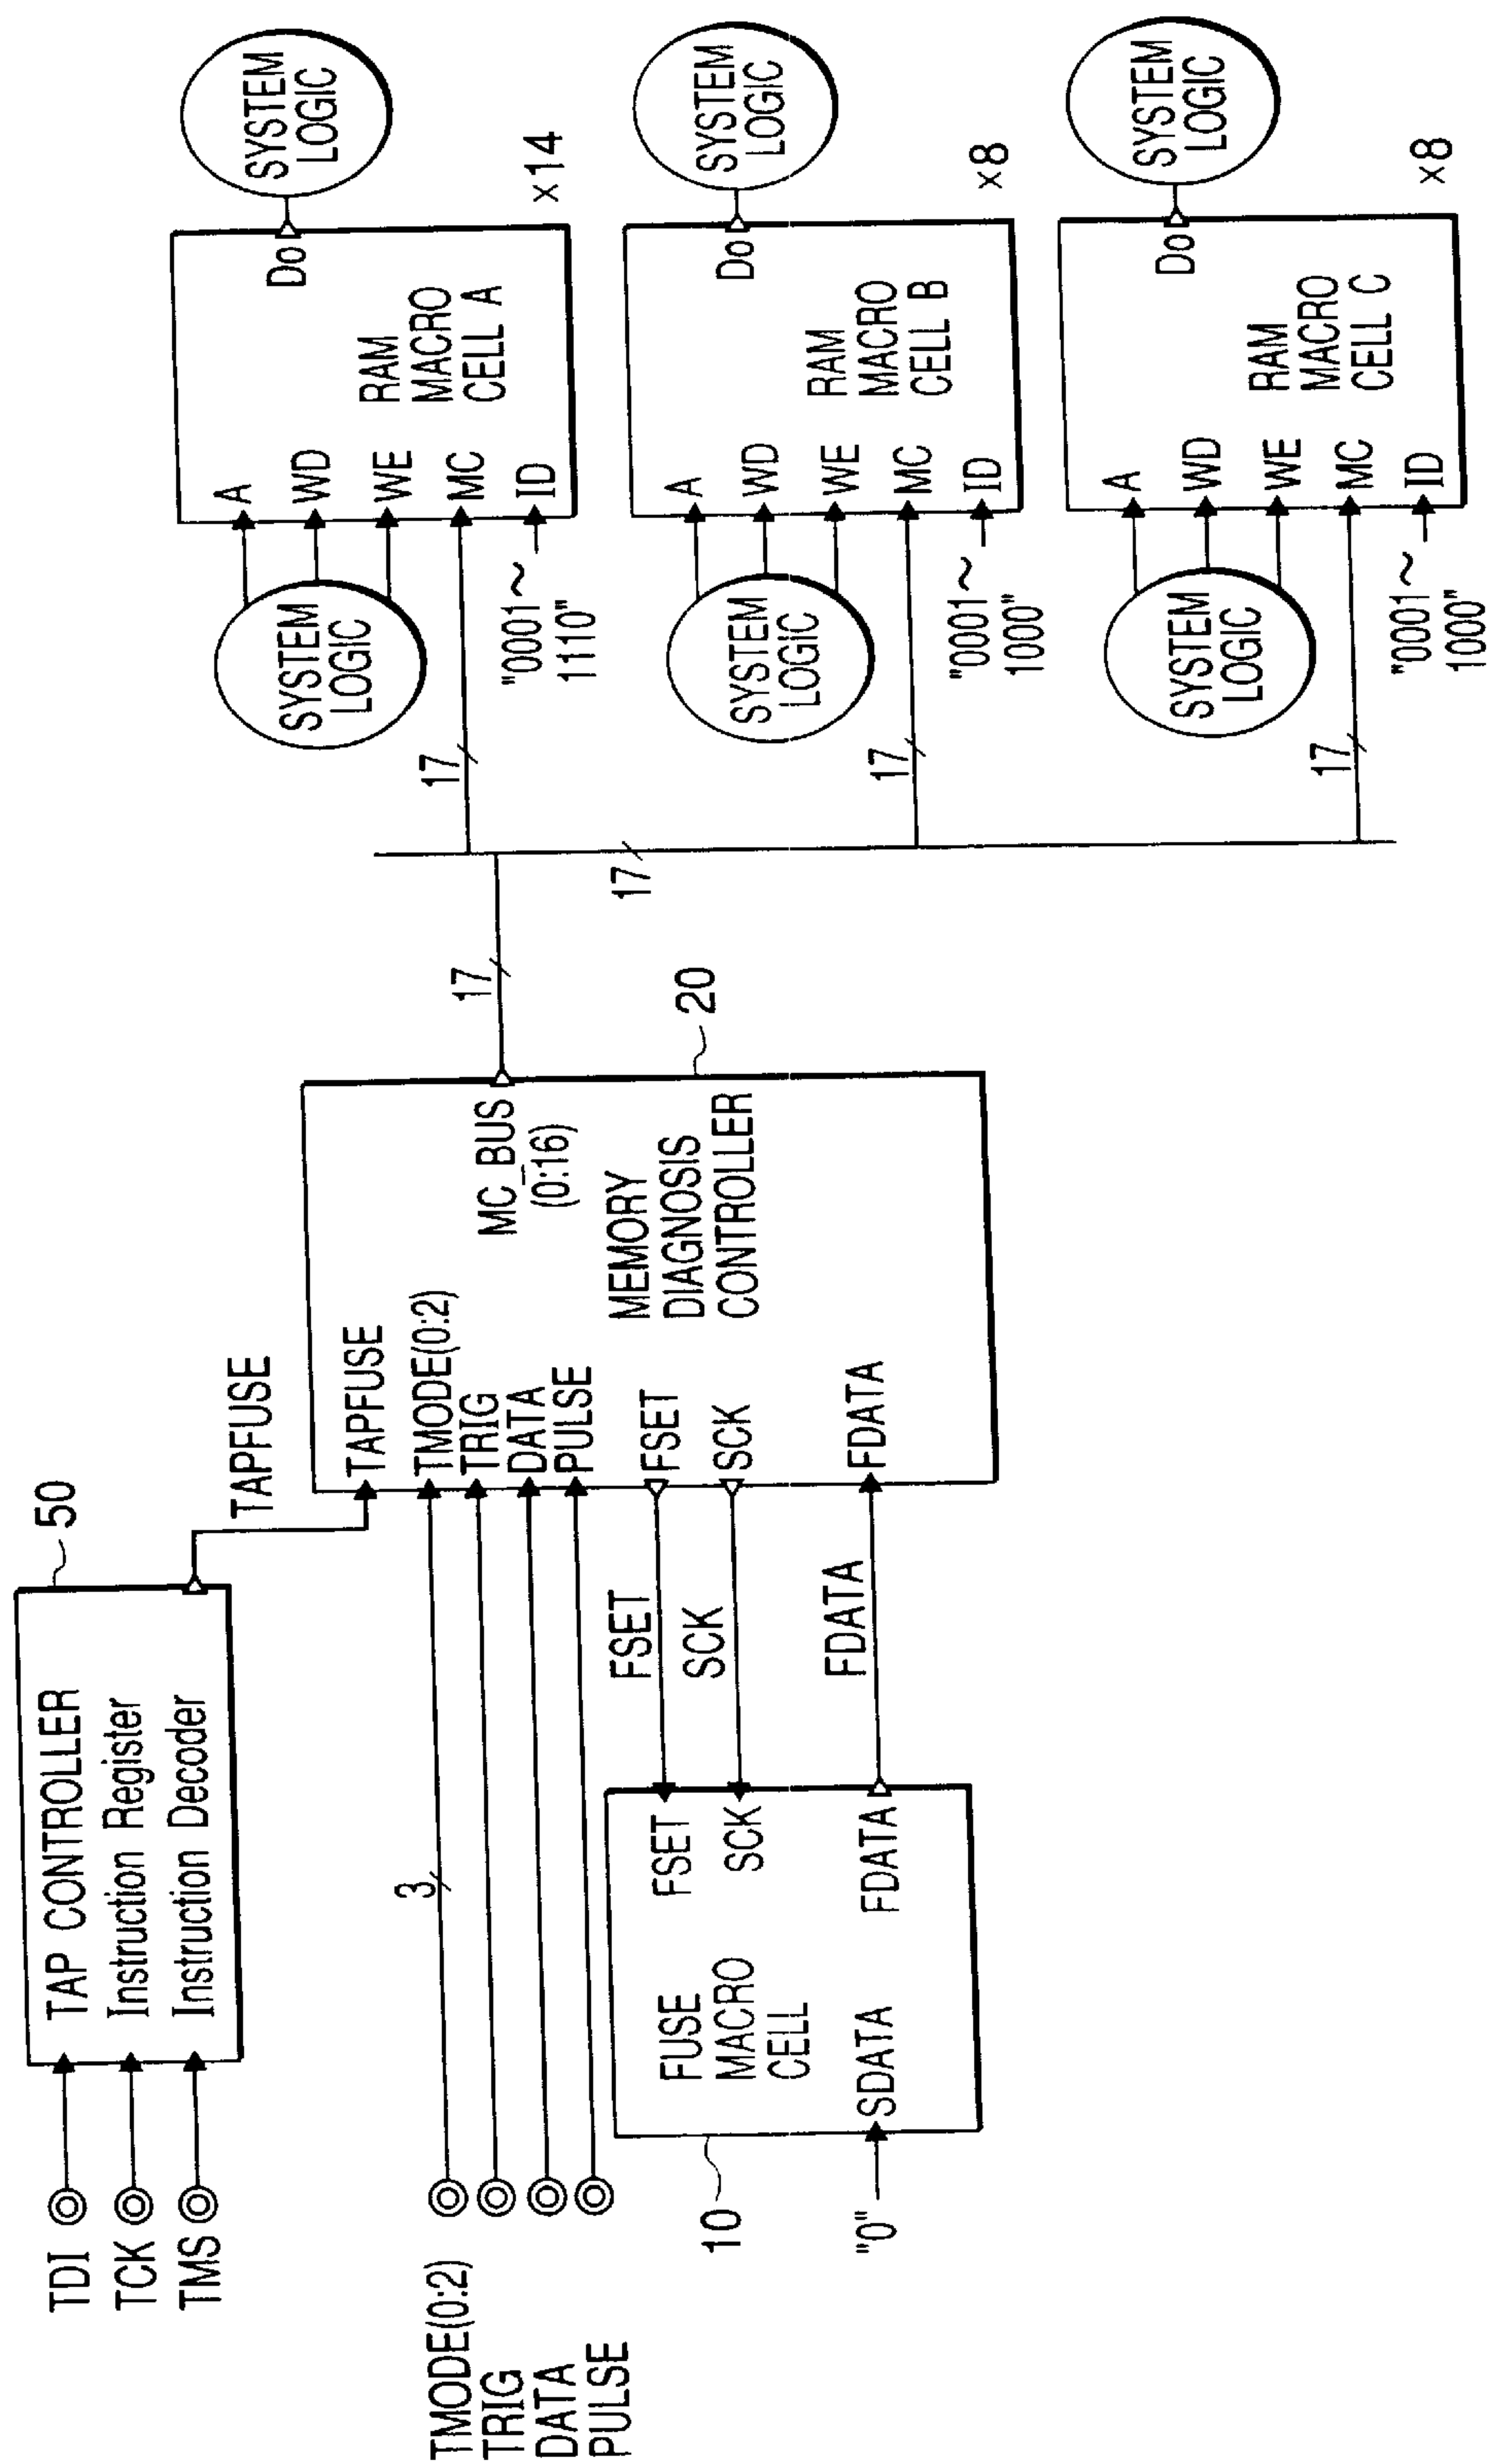 TDI
TCK
TMS
TAP CONTROLLER
Instruction Register
Instruction Decoder
50
TAPFUSE
TMODE(0:2)
TRIG
DATA
PULSE
3
TAPFUSE
TMODE(0:2)
TRIG
DATA
PULSE
FSET
SCK
FDATA
MC_BUS
(0:16)
MEMORY
DIAGNOSIS
CONTROLLER
20
FSET
SCK
FDATA
10
FUSE
MACRO
CELL
FSET
SCK
FDATA
SDATA
"0"
17
17
17
SYSTEM
LOGIC
A
WD
WE
MC
ID
"0001~
1110"
RAM
MACRO
CELL A
Do
SYSTEM
LOGIC
×14
17
SYSTEM
LOGIC
A
WD
WE
MC
ID
"0001~
1000"
RAM
MACRO
CELL B
Do
SYSTEM
LOGIC
×8
17
SYSTEM
LOGIC
A
WD
WE
MC
ID
"0001~
1000"
RAM
MACRO
CELL C
Do
SYSTEM
LOGIC
×8